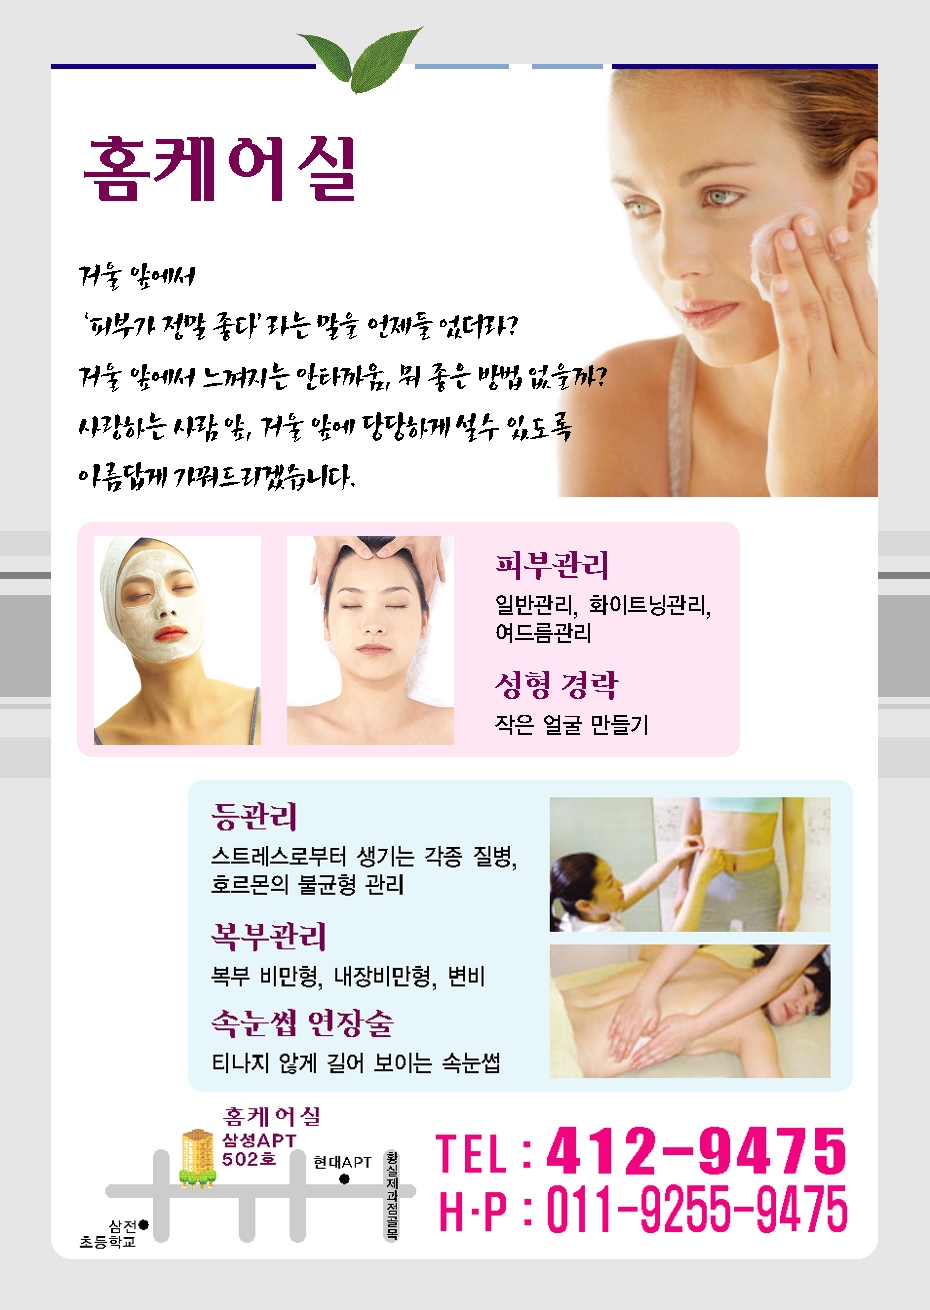 홈케어실
거울 앞에서
'피부가 정말 좋다' 라는 말을 언제들었더라?
거울 앞에서 느껴지는 안타까움, 뭐 좋은 방법 없을까?
사랑하는 사람 앞, 거울 앞에 당당하게 설수 있도록
아름답게 가꿔드리겠습니다.
피부관리
일반관리, 화이트닝관리,
여드름관리
성형 경락
작은 얼굴 만들기
등관리
스트레스로부터 생기는 각종 질병,
호르몬의 불균형 관리
복부관리
복부 비만형, 내장비만형, 변비
속눈썹 연장술
티나지 않게 길어 보이는 속눈썹
홈케어실
삼성APT
502호
현대APT
황실제과점골목
삼전
초등학교
TEL : 412-9475
H·P : 011-9255-9475